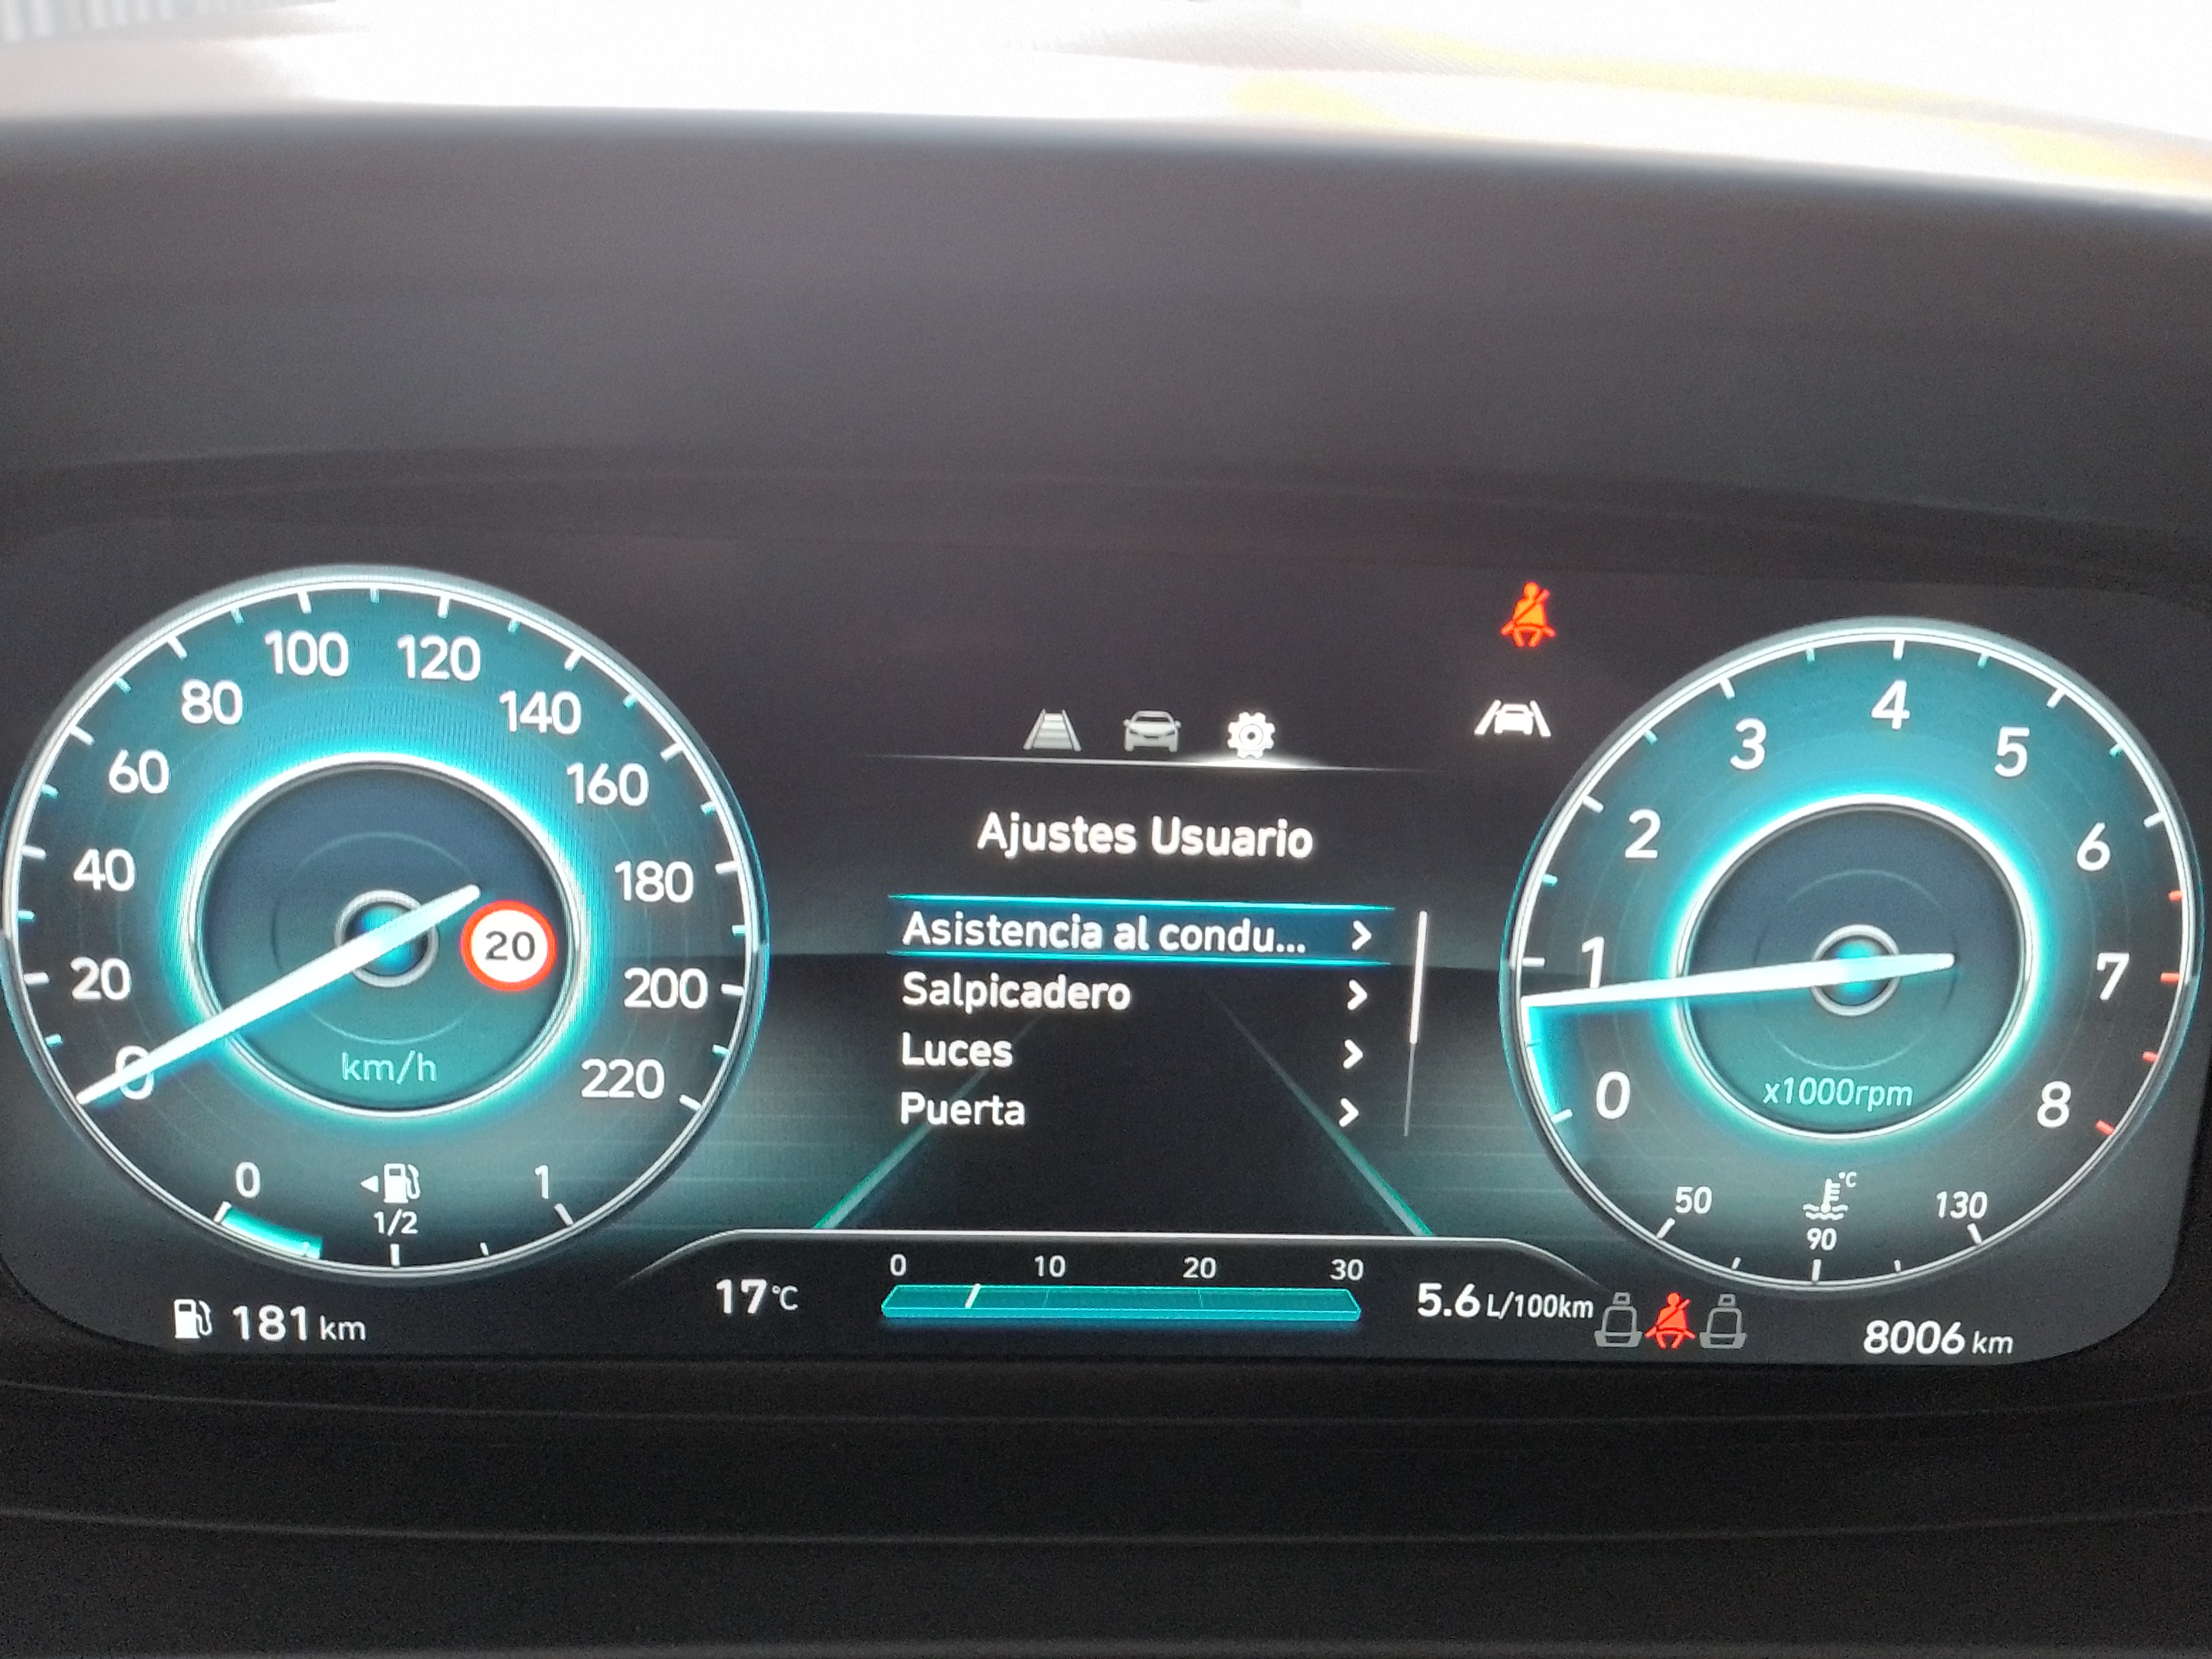 100 120
80 140
60 160
40 180
20 200
0 220
20
km/h
0 1
1/2
181 km
Ajustes Usuario
Asistencia al condu... >
Salpicadero >
Luces >
Puerta >
17 °C
0 10 20 30
5.6 L/100km
4
3 5
2 6
1 7
0 8
x1000rpm
50 °C 130
90
8006 km